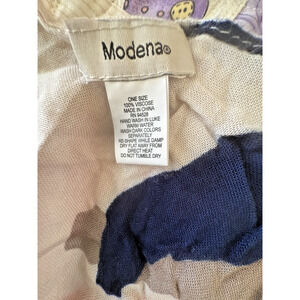 Modena®
ONE SIZE
100% VISCOSE
MADE IN CHINA
RN 94528
HAND WASH IN LUKE
WARM WATER
WASH DARK COLORS
SEPARATELY
RE-SHAPE WHILE DAMP
DRY FLAT AWAY FROM
DIRECT HEAT
DO NOT TUMBLE DRY